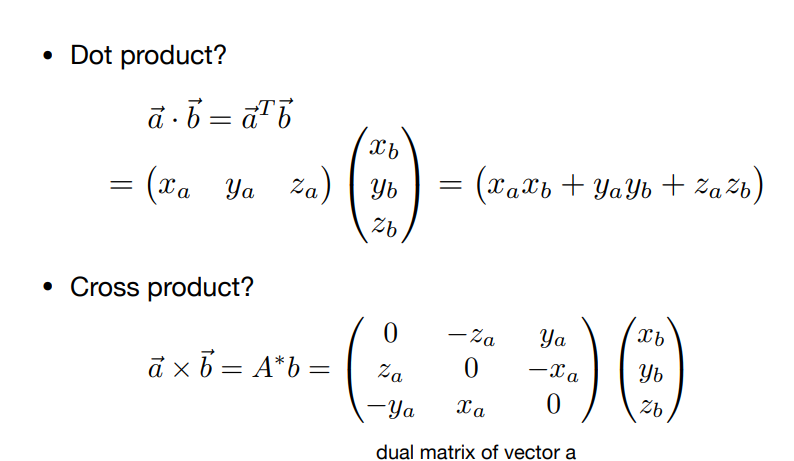 • Dot product?
$\vec{a} \cdot \vec{b} = \vec{a}^T \vec{b}$
$= \begin{pmatrix} x_a & y_a & z_a \end{pmatrix} \begin{pmatrix} x_b \\ y_b \\ z_b \end{pmatrix} = \begin{pmatrix} x_a x_b + y_a y_b + z_a z_b \end{pmatrix}$
• Cross product?
$\vec{a} \times \vec{b} = A^* b = \begin{pmatrix} 0 & -z_a & y_a \\ z_a & 0 & -x_a \\ -y_a & x_a & 0 \end{pmatrix} \begin{pmatrix} x_b \\ y_b \\ z_b \end{pmatrix}$
dual matrix of vector a